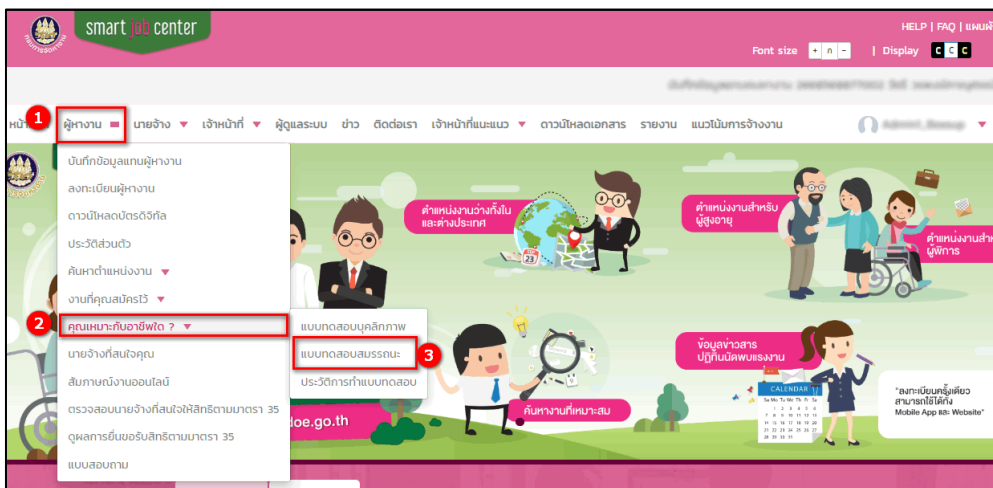 กรมการจัดหางาน
smart job center
HELP | FAQ |
Font size + ก - | Display C C C
1
ผู้หางาน นายจ้าง เจ้าหน้าที่ ผู้ดูแลระบบ ข่าว ติดต่อเรา เจ้าหน้าที่แนะแนว ดาวน์โหลดเอกสาร รายงาน แนวโน้มการจ้างงาน
บันทึกข้อมูลแทนผู้หางาน
ลงทะเบียนผู้หางาน
ดาวน์โหลดบัตรดิจิทัล
ประวัติส่วนตัว
ค้นหาตำแหน่งงาน
งานที่คุณสมัครไว้
2
คุณเหมาะกับอาชีพใด ?
นายจ้างที่สนใจคุณ
สัมภาษณ์งานออนไลน์
ตรวจสอบนายจ้างที่สนใจให้สิทธิตามมาตรา 35
ดูผลการยื่นขอรับสิทธิตามมาตรา 35
แบบสอบถาม
แบบทดสอบบุคลิกภาพ
แบบทดสอบสมรรถนะ
3
ประวัติการทำแบบทดสอบ
ตำแหน่งงานว่างทั้งใน
และต่างประเทศ
ตำแหน่งงานสำหรับ
ผู้สูงอายุ
ผู้พิการ
ข้อมูลข่าวสาร
ปฏิทินนัดพบแรงงาน
ค้นหางานที่เหมาะสม
doe.go.th
CALENDAR
"ลงทะเบียนครั้งเดียว
สามารถใช้ได้ทั้ง
Mobile App และ Website"